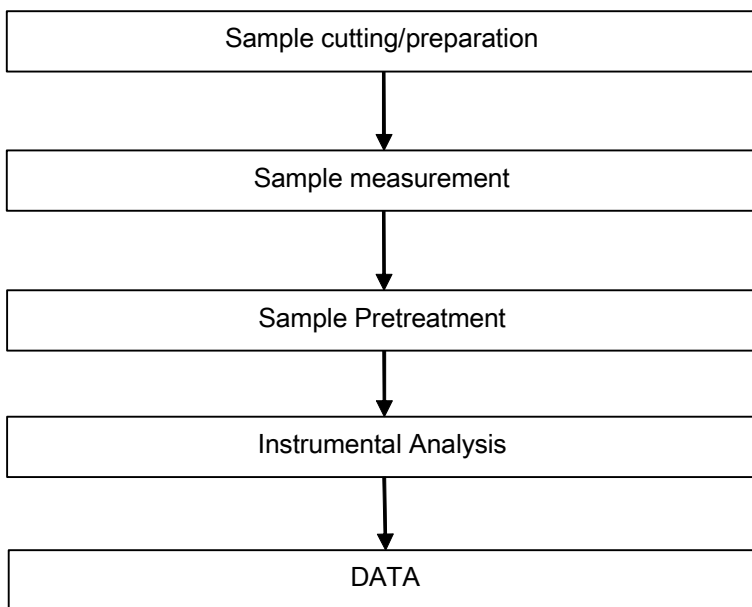 Sample cutting/preparation
Sample measurement
Sample Pretreatment
Instrumental Analysis
DATA